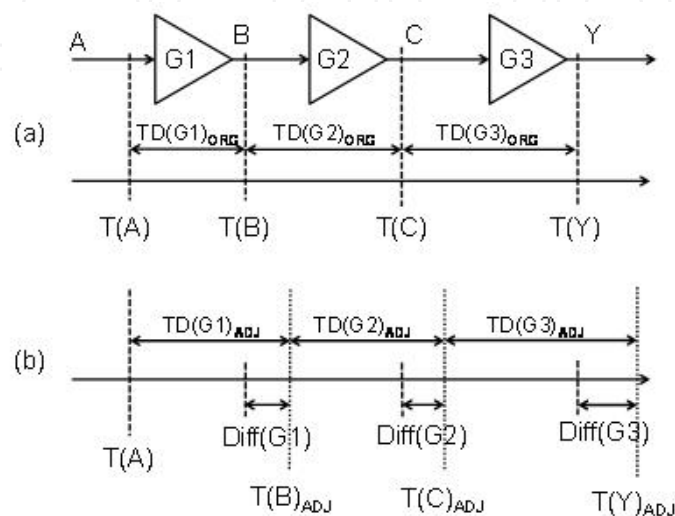 A G1 B G2 C G3 Y
(a)
TD(G1)ORG TD(G2)ORG TD(G3)ORG
T(A) T(B) T(C) T(Y)
TD(G1)ADJ TD(G2)ADJ TD(G3)ADJ
(b)
Diff(G1) Diff(G2) Diff(G3)
T(A)
T(B)ADJ T(C)ADJ T(Y)ADJ